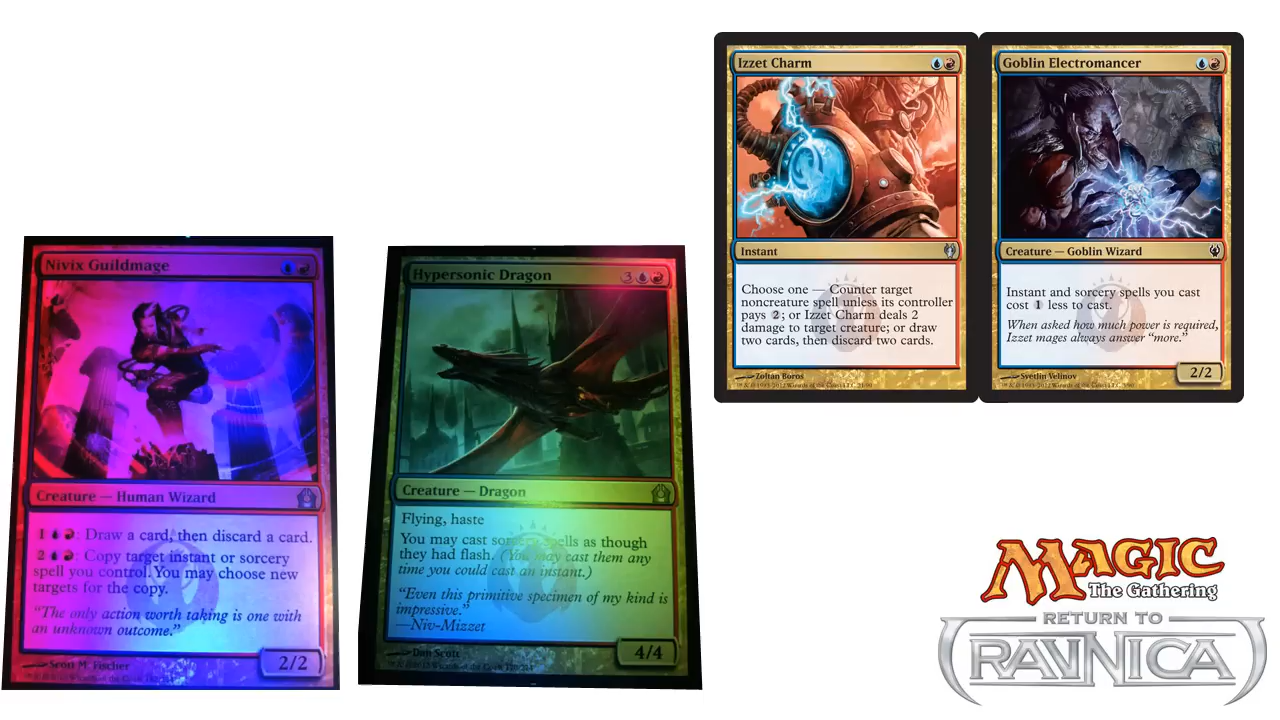 Izzet Charm
Instant
Choose one — Counter target
noncreature spell unless its controller
pays 2; or Izzet Charm deals 2
damage to target creature; or draw
two cards, then discard two cards.
Zoltan Boros
Goblin Electromancer
Creature — Goblin Wizard
Instant and sorcery spells you cast
cost 1 less to cast.
When asked how much power is required,
Izzet mages always answer “more.”
2/2
Svetlin Velinov
Nivix Guildmage
Creature — Human Wizard
1 : Draw a card, then discard a card.
2 : Copy target instant or sorcery
spell you control. You may choose new
targets for the copy.
“The only action worth taking is one with
an unknown outcome.”
2/2
Scott M. Fischer
Hypersonic Dragon
3
Creature — Dragon
Flying, haste
You may cast sorcery spells as though
they had flash. (You may cast them any
time you could cast an instant.)
“Even this primitive specimen of my kind is
impressive.”
—Niv-Mizzet
4/4
Dan Scott
MAGIC
The Gathering
RETURN TO
RAVNICA